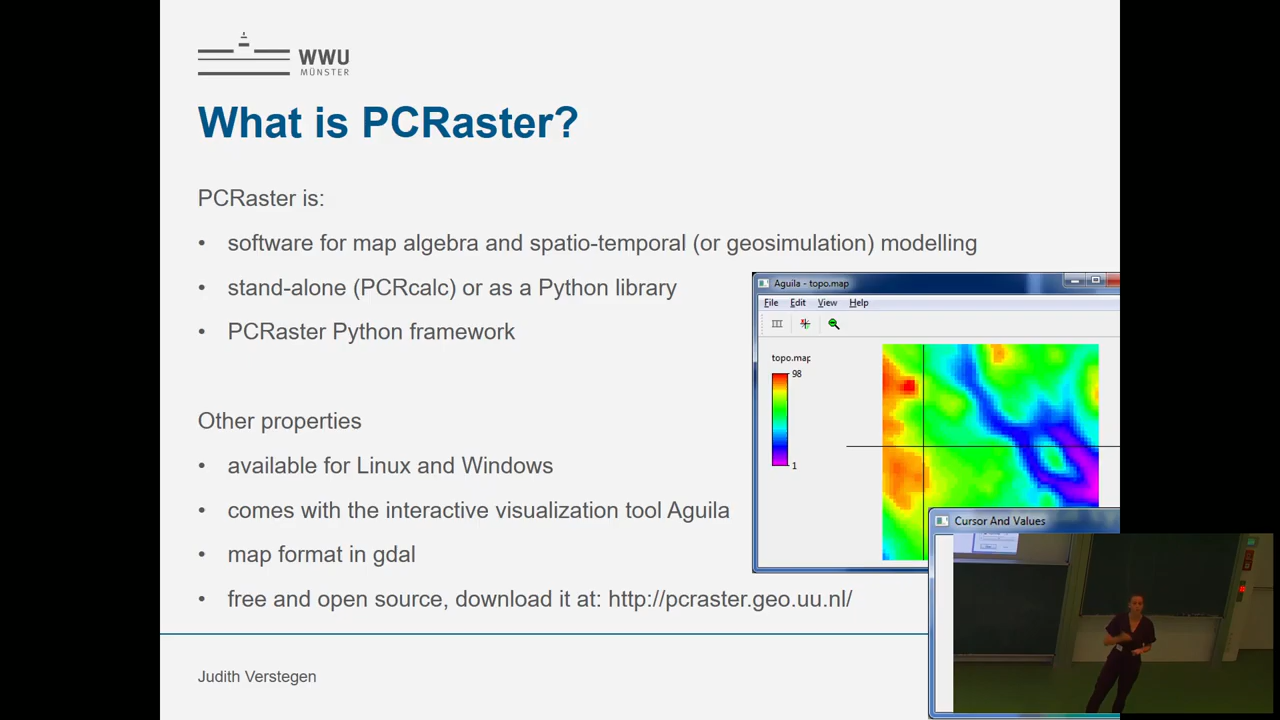 WWU
MÜNSTER
What is PCRaster?
PCRaster is:
• software for map algebra and spatio-temporal (or geosimulation) modelling
• stand-alone (PCRcalc) or as a Python library
• PCRaster Python framework
Other properties
• available for Linux and Windows
• comes with the interactive visualization tool Aguila
• map format in gdal
• free and open source, download it at: http://pcraster.geo.uu.nl/
Aguila - topo.map
File Edit View Help
topo.map
98
1
Cursor And Values
Judith Verstegen